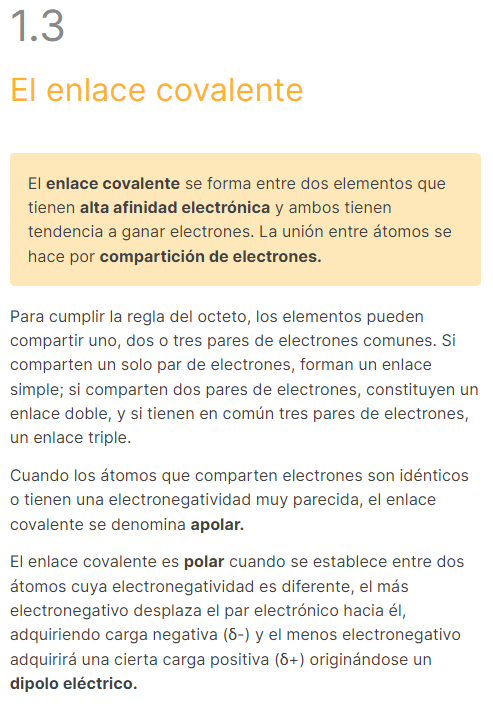 1.3
El enlace covalente
El enlace covalente se forma entre dos elementos que
tienen alta afinidad electrónica y ambos tienen
tendencia a ganar electrones. La unión entre átomos se
hace por compartición de electrones.
Para cumplir la regla del octeto, los elementos pueden
compartir uno, dos o tres pares de electrones comunes. Si
comparten un solo par de electrones, forman un enlace
simple; si comparten dos pares de electrones, constituyen un
enlace doble, y si tienen en común tres pares de electrones,
un enlace triple.
Cuando los átomos que comparten electrones son idénticos
o tienen una electronegatividad muy parecida, el enlace
covalente se denomina apolar.
El enlace covalente es polar cuando se establece entre dos
átomos cuya electronegatividad es diferente, el más
electronegativo desplaza el par electrónico hacia él,
adquiriendo carga negativa (δ-) y el menos electronegativo
adquirirá una cierta carga positiva (δ+) originándose un
dipolo eléctrico.